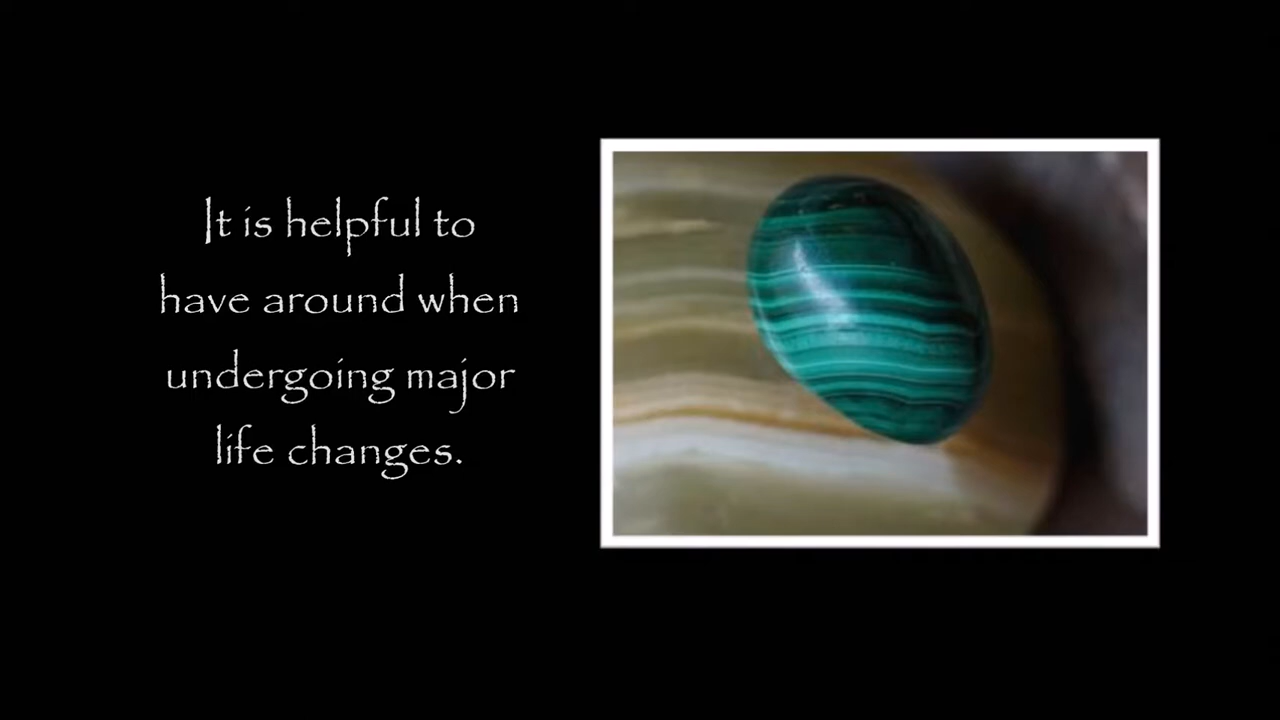 It is helpful to
have around when
undergoing major
life changes.